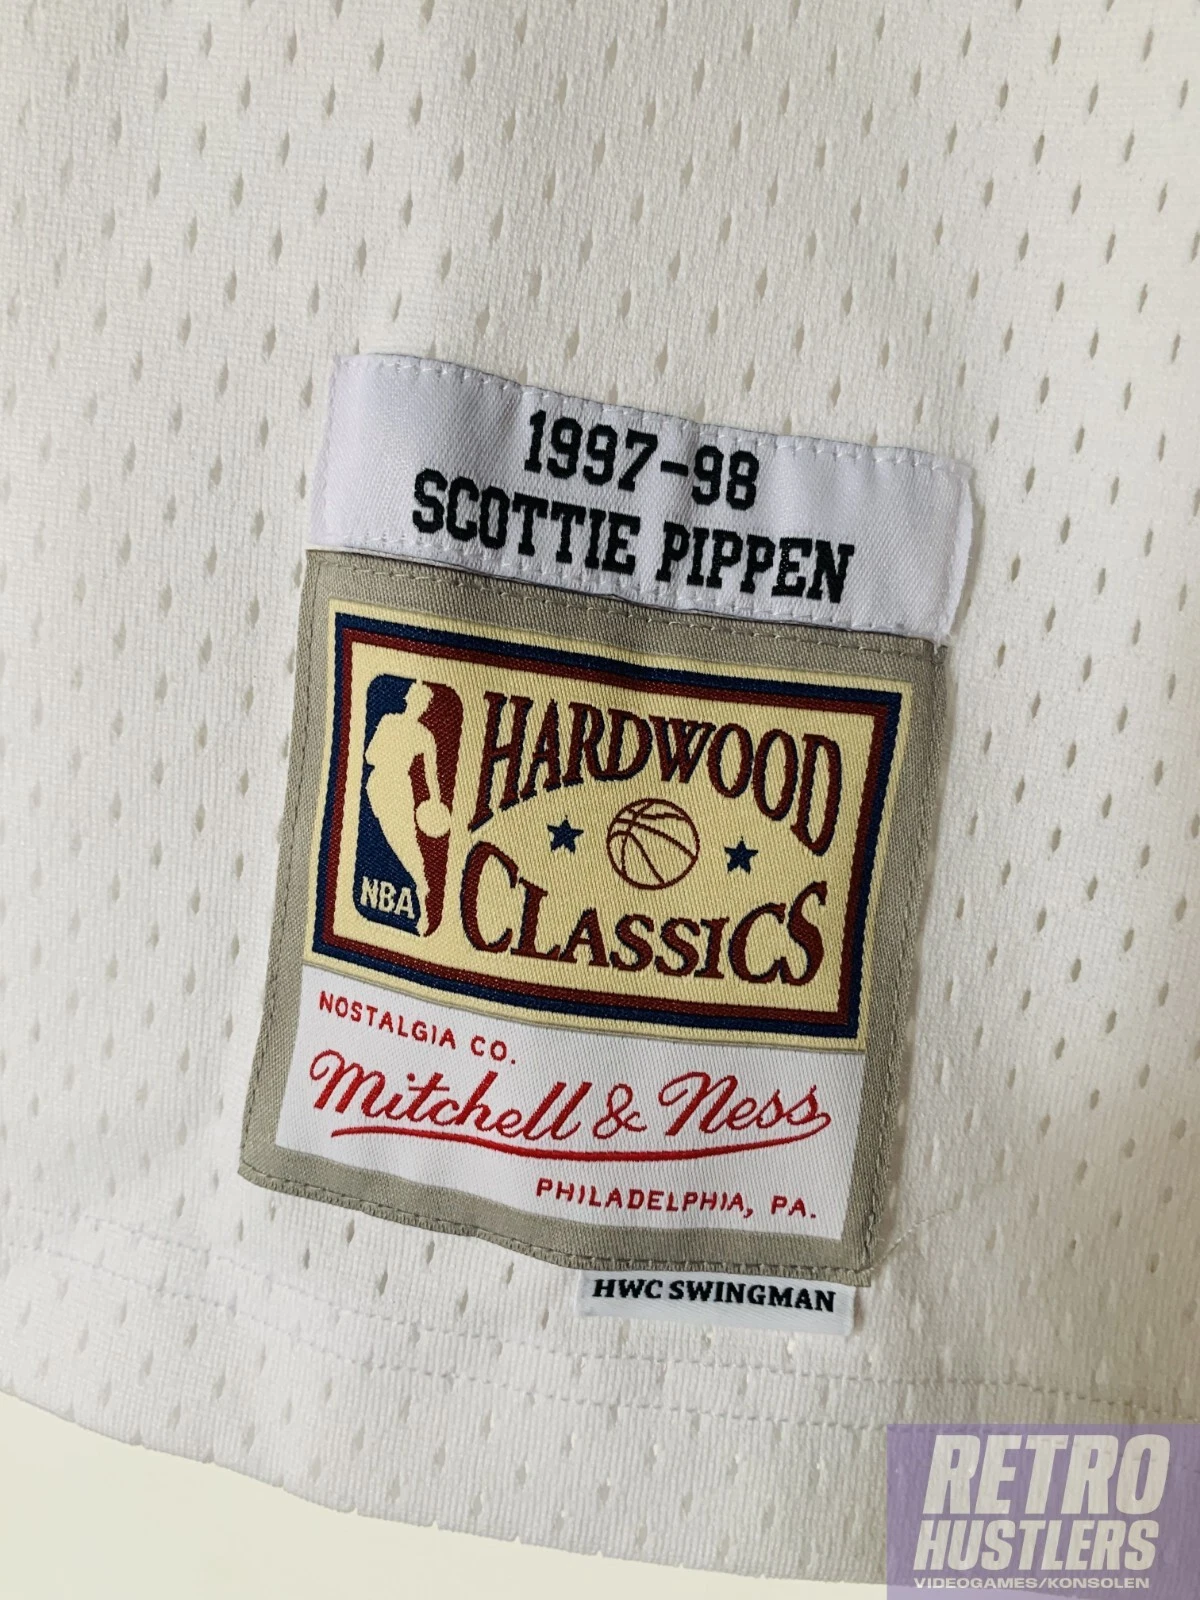 1997-98
SCOTTIE PIPPEN
HARDWOOD
CLASSICS
NBA
NOSTALGIA CO.
Mitchell & Ness
PHILADELPHIA, PA.
HWC SWINGMAN
RETRO
HUSTLERS
VIDEOGAMES/KONSOLEN